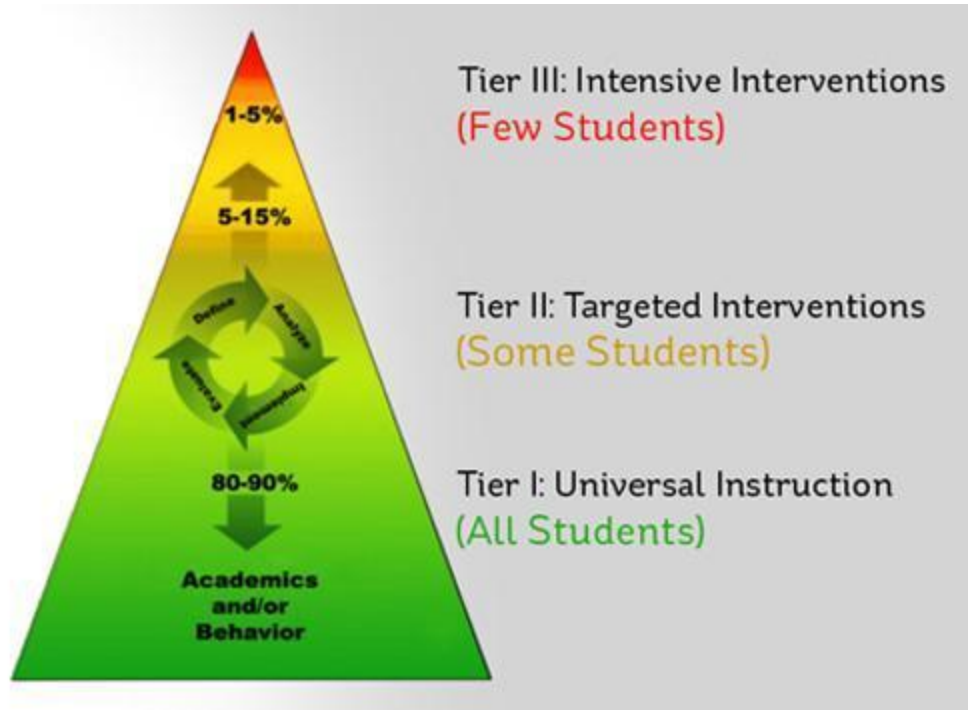 1-5%
5-15%
Define
Analyze
Implement
Evaluate
80-90%
Academics
and/or
Behavior
Tier III: Intensive Interventions
(Few Students)
Tier II: Targeted Interventions
(Some Students)
Tier I: Universal Instruction
(All Students)